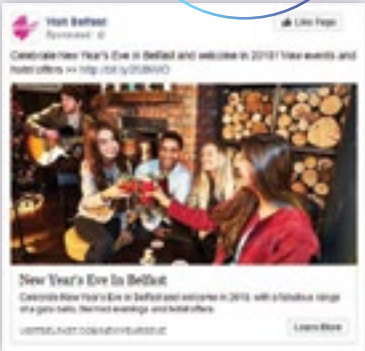 Visit Belfast
Like Page
Sponsored
Celebrate New Year's Eve in Belfast and welcome in 2018! View events and
hotel offers >>
New Year's Eve In Belfast
Celebrate New Year's Eve in Belfast and welcome in 2018, with a fabulous range
of gala balls, themed evenings and hotel offers
Learn More